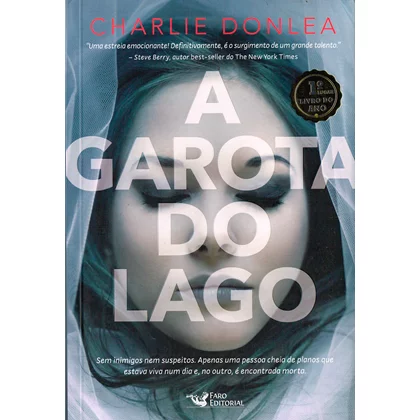 CHARLIE DONLEA
"Uma estreia emocionante! Definitivamente, é o surgimento de um grande talento."
– Steve Berry, autor best-seller do The New York Times
1º
LUGAR
LIVRO DO
ANO
A
GAROTA
DO
LAGO
Sem inimigos nem suspeitos. Apenas uma pessoa cheia de planos que
estava viva num dia e, no outro, é encontrada morta.
FARO
EDITORIAL